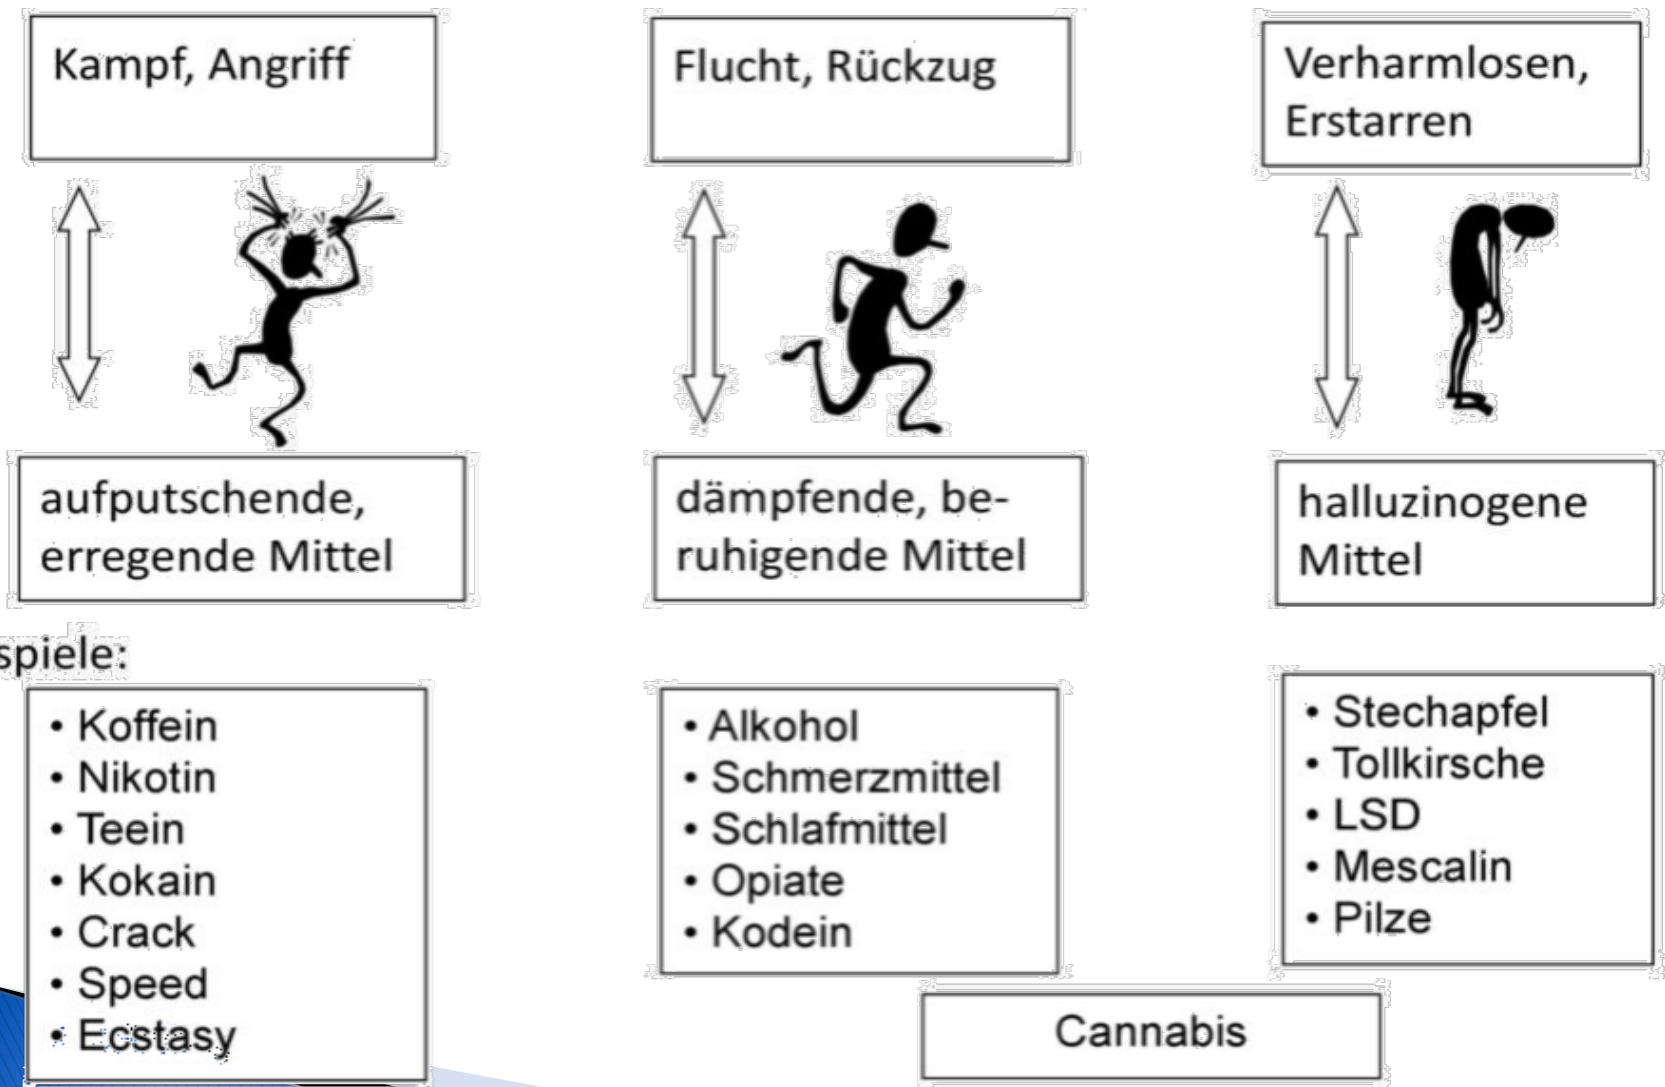 Kampf, Angriff
Flucht, Rückzug
Verharmlosen,
Erstarren
aufputschende,
erregende Mittel
dämpfende, be-
ruhigende Mittel
halluzinogene
Mittel
spiele:
• Koffein
• Nikotin
• Teein
• Kokain
• Crack
• Speed
• Ecstasy
• Alkohol
• Schmerzmittel
• Schlafmittel
• Opiate
• Kodein
• Stechapfel
• Tollkirsche
• LSD
• Mescalin
• Pilze
Cannabis